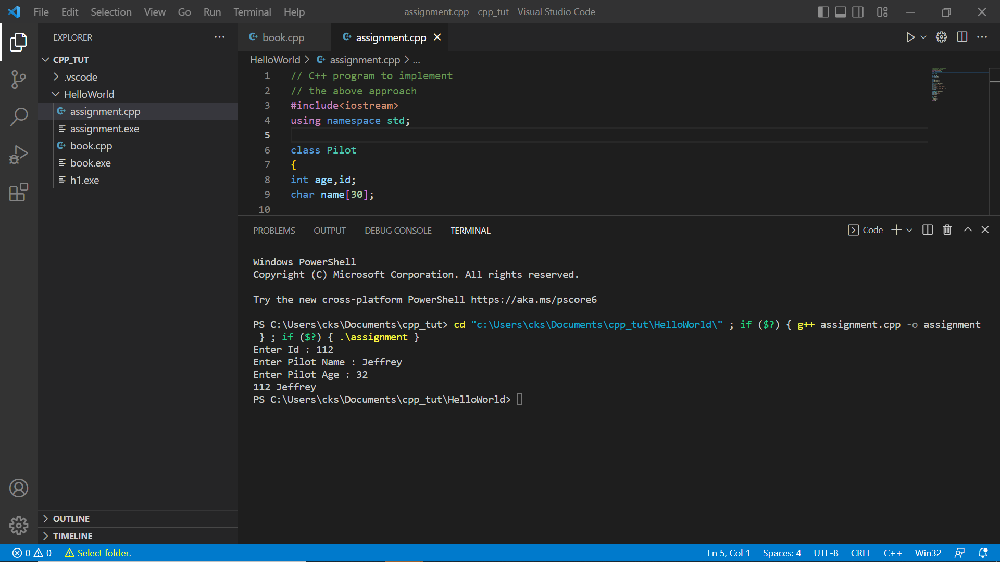 File Edit Selection View Go Run Terminal Help
assignment.cpp - cpp_tut - Visual Studio Code
EXPLORER
CPP_TUT
.vscode
HelloWorld
assignment.cpp
assignment.exe
book.cpp
book.exe
h1.exe
OUTLINE
TIMELINE
book.cpp
assignment.cpp
HelloWorld > assignment.cpp > ...
1 // C++ program to implement
2 // the above approach
3 #include<iostream>
4 using namespace std;
5
6 class Pilot
7 {
8 int age,id;
9 char name[30];
10
PROBLEMS OUTPUT DEBUG CONSOLE TERMINAL
Code
Windows PowerShell
Copyright (C) Microsoft Corporation. All rights reserved.
Try the new cross-platform PowerShell https://aka.ms/pscore6
PS C:\Users\cks\Documents\cpp_tut> cd "c:\Users\cks\Documents\cpp_tut\HelloWorld\" ; if ($?) { g++ assignment.cpp -o assignment
} ; if ($?) { .\assignment }
Enter Id : 112
Enter Pilot Name : Jeffrey
Enter Pilot Age : 32
112 Jeffrey
PS C:\Users\cks\Documents\cpp_tut\HelloWorld>
0 0 Select folder.
Ln 5, Col 1 Spaces: 4 UTF-8 CRLF C++ Win32